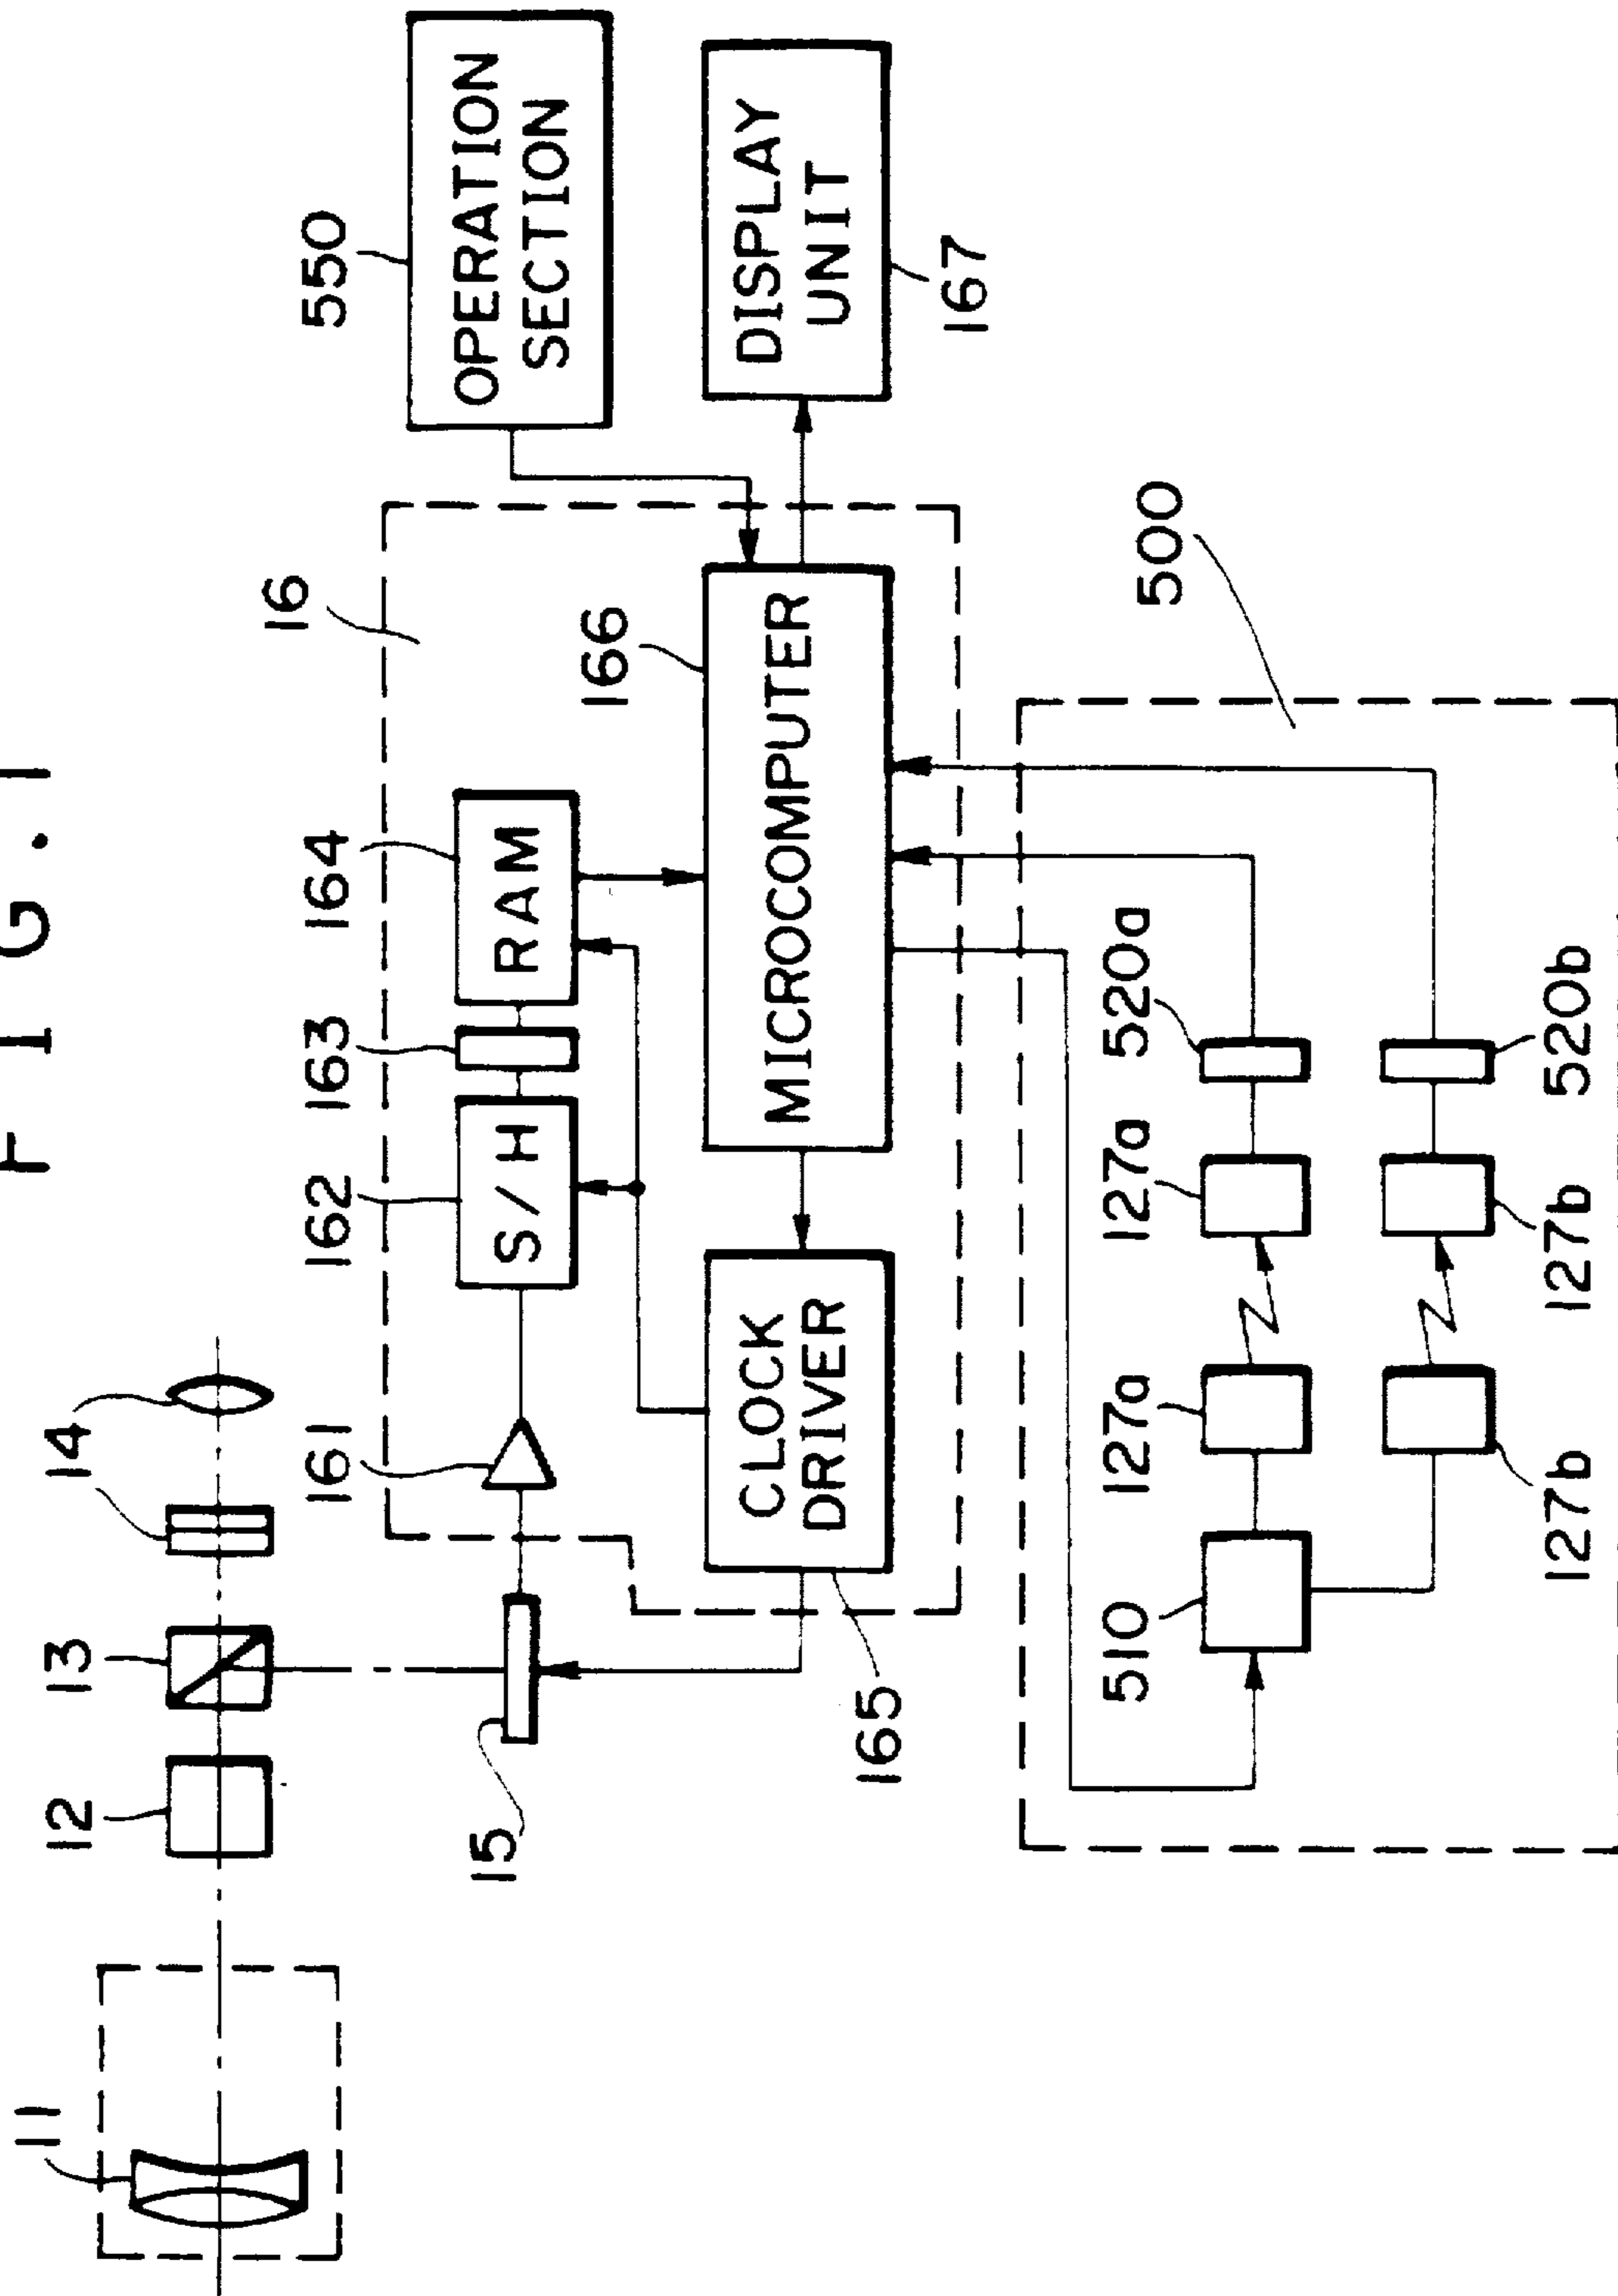 FIG. 1
11
12
13
14
15
16
161
162
163
164
S/H
RAM
550
OPERATION
SECTION
166
MICROCOMPUTER
CLOCK
DRIVER
165
DISPLAY
UNIT
167
500
510
127a
127a
520a
127b
127b
520b